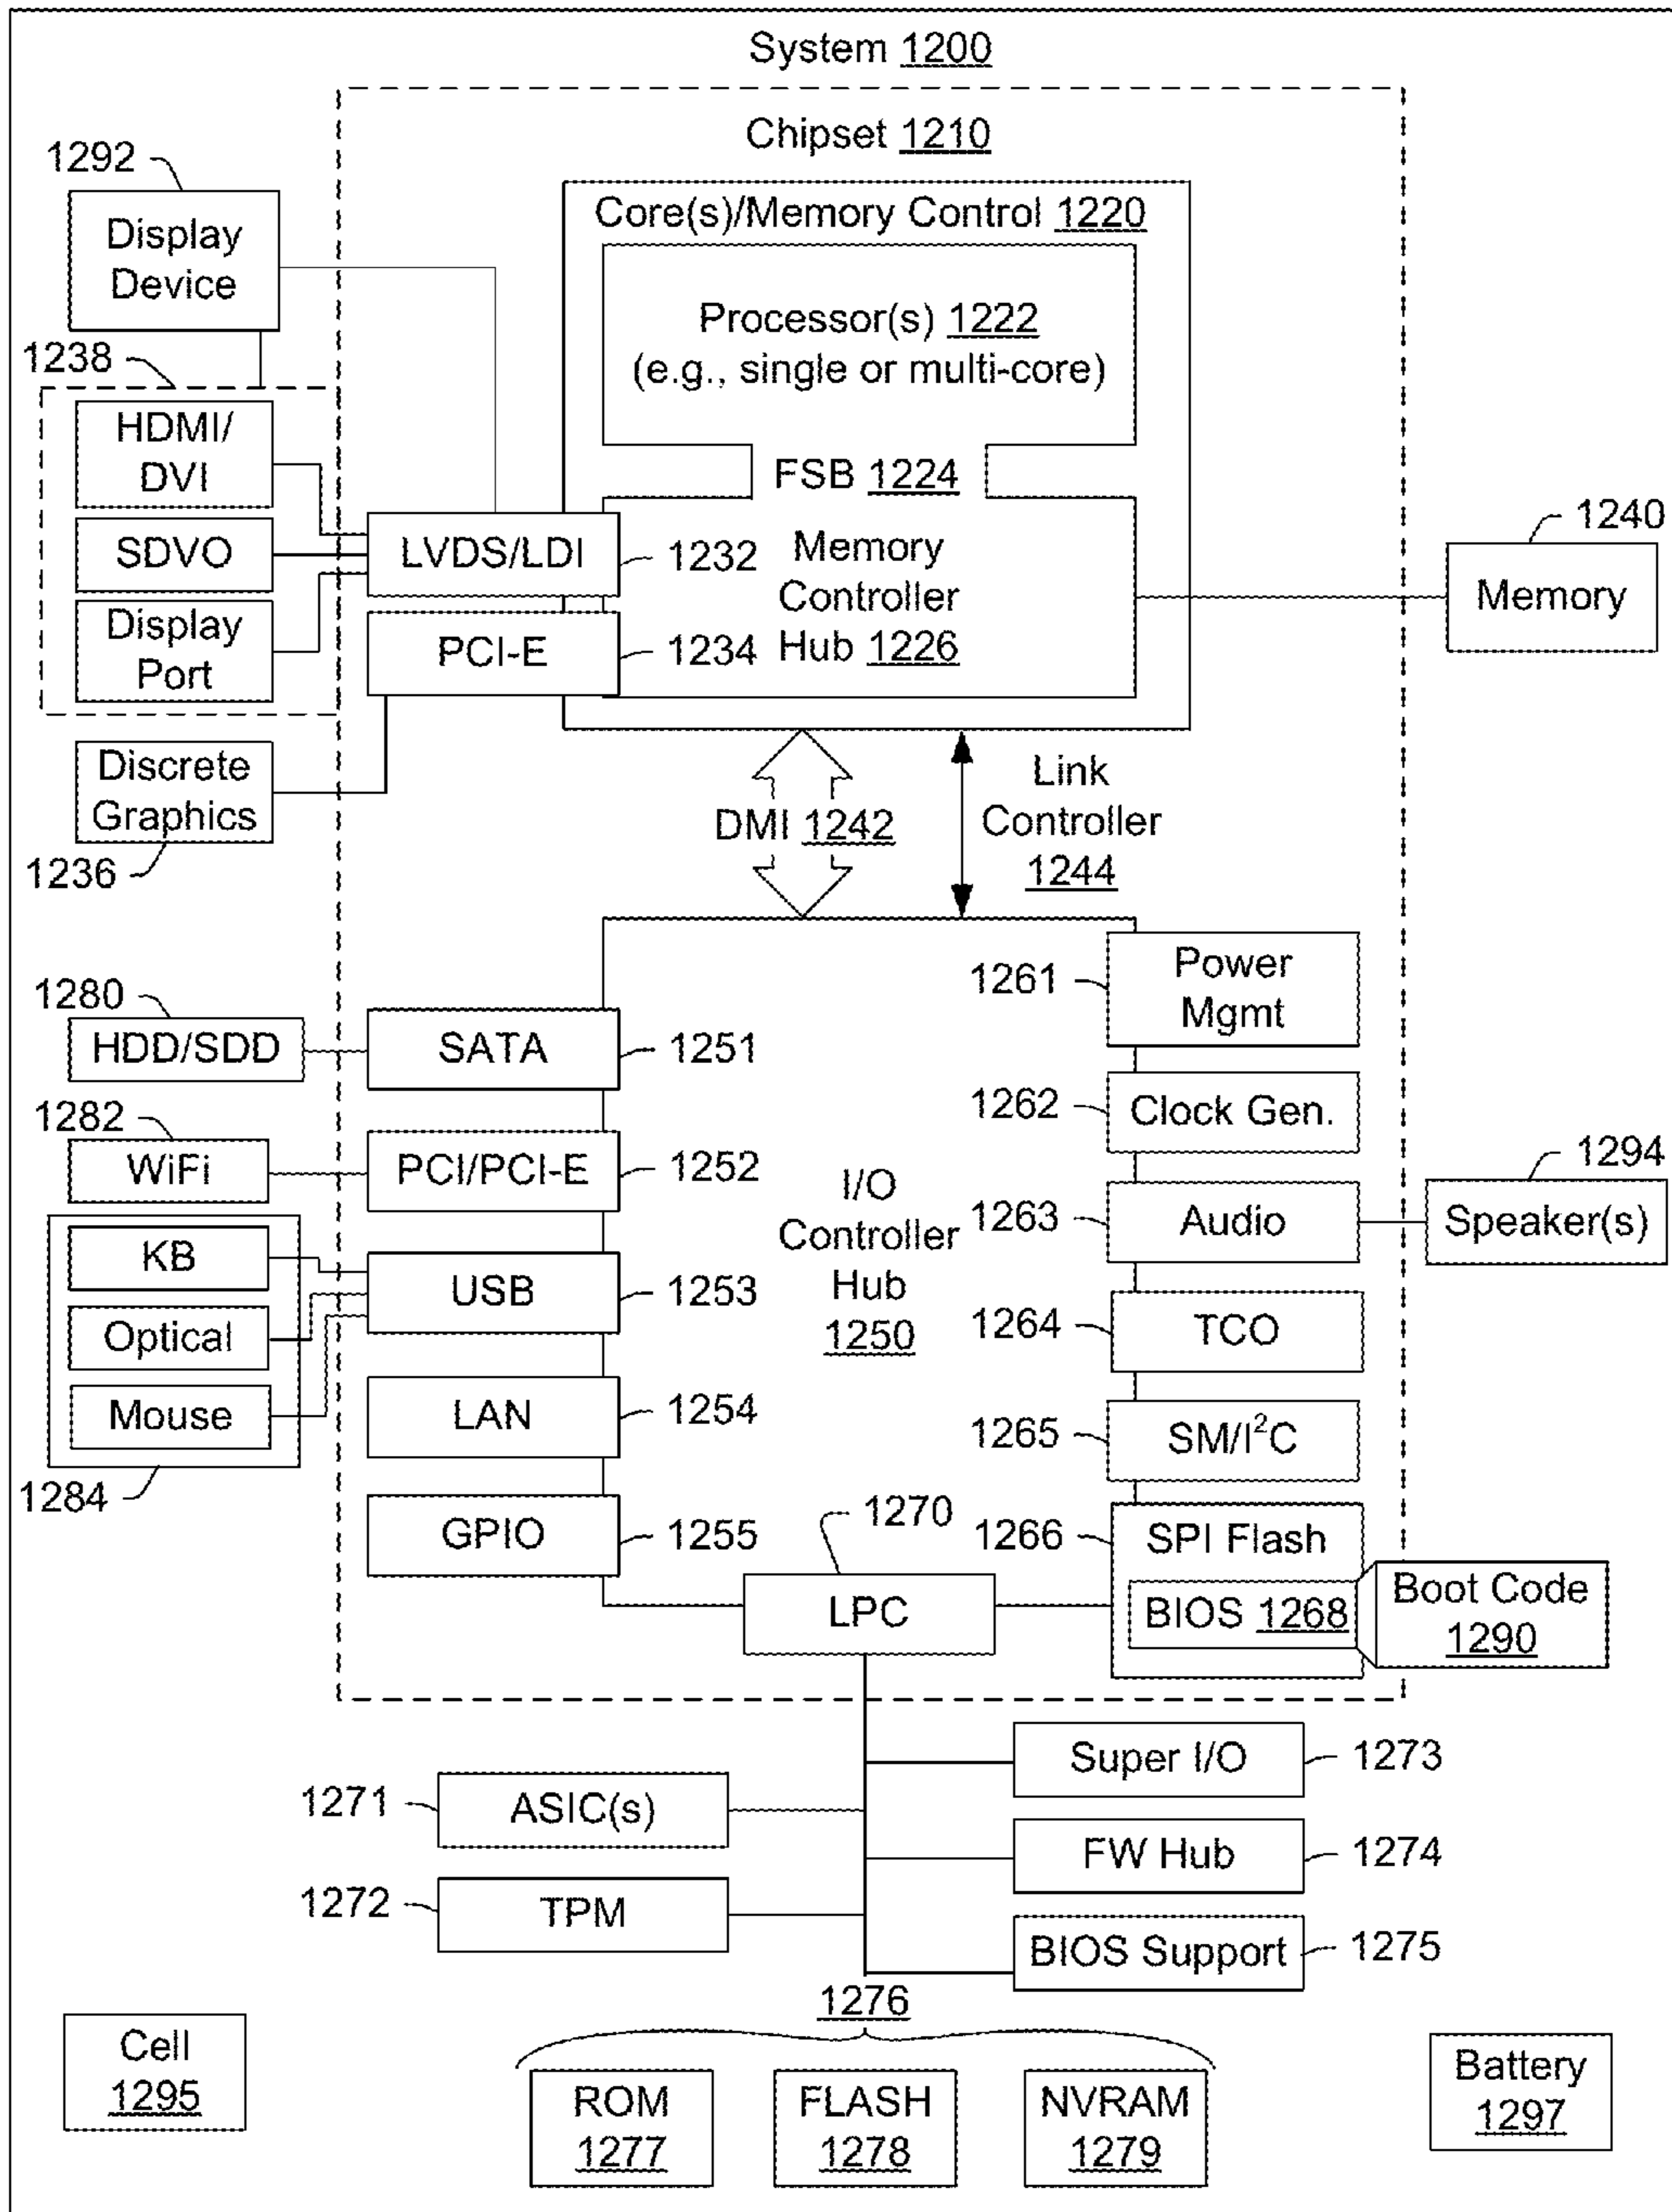 System 1200
Chipset 1210
1292
Display
Device
Core(s)/Memory Control 1220
Processor(s) 1222
(e.g., single or multi-core)
1238
HDMI/
DVI
SDVO
Display
Port
FSB 1224
LVDS/LDI
1232
PCI-E
1234
Memory
Controller
Hub 1226
1240
Memory
Discrete
Graphics
1236
DMI 1242
Link
Controller
1244
1280
HDD/SDD
SATA
1251
1282
WiFi
PCI/PCI-E
1252
KB
Optical
Mouse
1284
USB
1253
LAN
1254
GPIO
1255
I/O
Controller
Hub
1250
1261
Power
Mgmt
1262
Clock Gen.
1263
Audio
1294
Speaker(s)
1264
TCO
1265
SM/I²C
1266
SPI Flash
BIOS 1268
Boot Code
1290
1270
LPC
1271
ASIC(s)
1272
TPM
Super I/O
1273
FW Hub
1274
BIOS Support
1275
1276
Cell
1295
ROM
1277
FLASH
1278
NVRAM
1279
Battery
1297